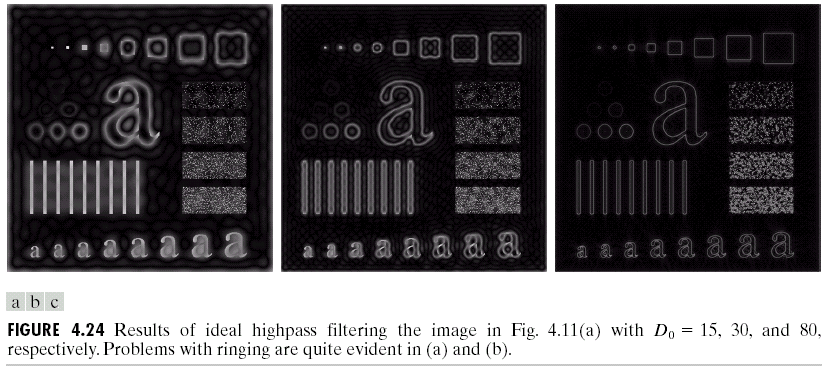 a
a a a a a a a a
a
a a a a a a a a
a
a a a a a a a a
a b c
FIGURE 4.24 Results of ideal highpass filtering the image in Fig. 4.11(a) with D₀ = 15, 30, and 80,
respectively. Problems with ringing are quite evident in (a) and (b).